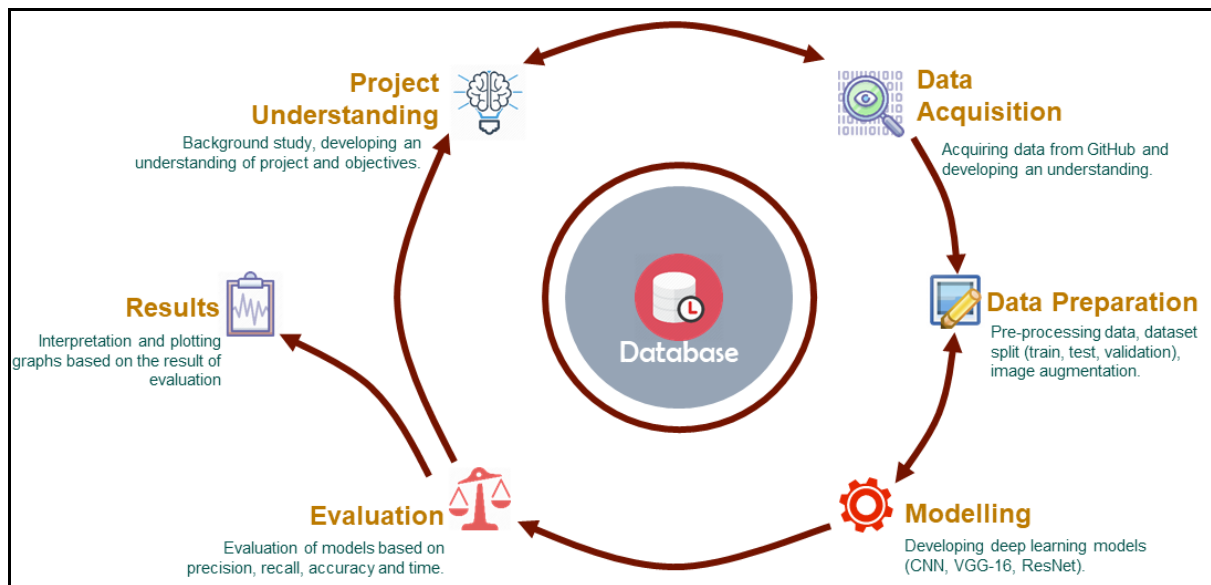 Project
Understanding
Background study, developing an
understanding of project and objectives.
Data
Acquisition
Acquiring data from GitHub and
developing an understanding.
Data Preparation
Pre-processing data, dataset
split (train, test, validation),
image augmentation.
Modelling
Developing deep learning models
(CNN, VGG-16, ResNet).
Evaluation
Evaluation of models based on
precision, recall, accuracy and time.
Results
Interpretation and plotting
graphs based on the result of
evaluation
Database